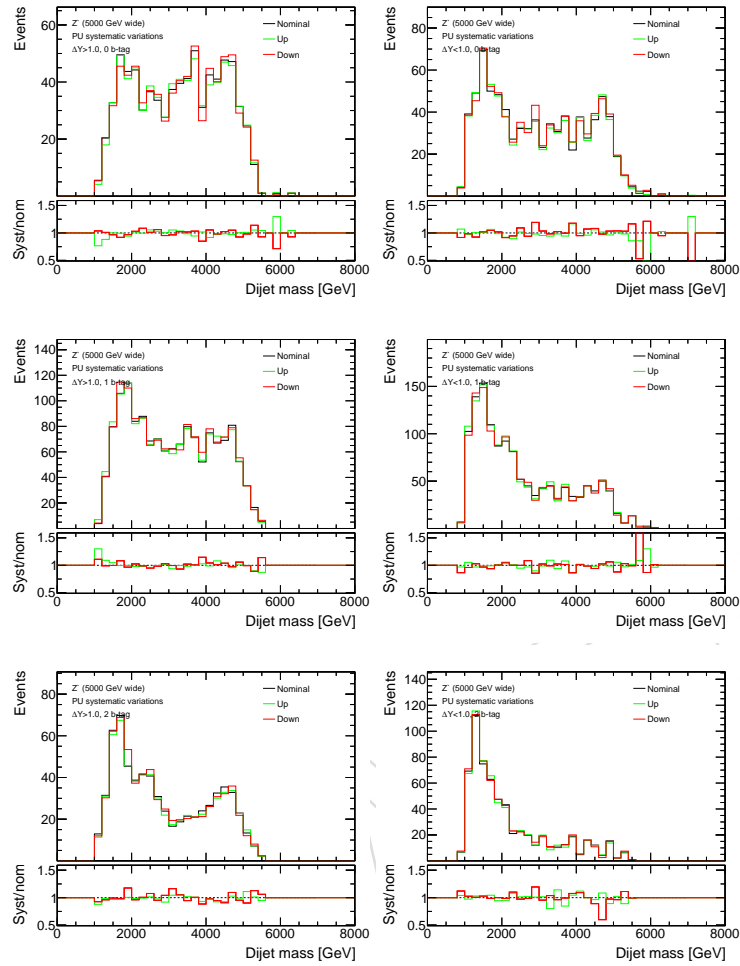 Events
60
40
20
Z` (5000 GeV wide)
PU systematic variations
ΔY>1.0, 0 b-tag
Nominal
Up
Down
Syst/nom
1.5
1
0.5
0 2000 4000 6000 8000
Dijet mass [GeV]
Events
80
60
40
20
Z` (5000 GeV wide)
PU systematic variations
ΔY<1.0, 0 b-tag
Nominal
Up
Down
Syst/nom
1.5
1
0.5
0 2000 4000 6000 8000
Dijet mass [GeV]
Events
140
120
100
80
60
40
20
Z` (5000 GeV wide)
PU systematic variations
ΔY>1.0, 1 b-tag
Nominal
Up
Down
Syst/nom
1.5
1
0.5
0 2000 4000 6000 8000
Dijet mass [GeV]
Events
150
100
50
Z` (5000 GeV wide)
PU systematic variations
ΔY<1.0, 1 b-tag
Nominal
Up
Down
Syst/nom
1.5
1
0.5
0 2000 4000 6000 8000
Dijet mass [GeV]
Events
80
60
40
20
Z` (5000 GeV wide)
PU systematic variations
ΔY>1.0, 2 b-tag
Nominal
Up
Down
Syst/nom
1.5
1
0.5
0 2000 4000 6000 8000
Dijet mass [GeV]
Events
140
120
100
80
60
40
20
Z` (5000 GeV wide)
PU systematic variations
ΔY<1.0, 2 b-tag
Nominal
Up
Down
Syst/nom
1.5
1
0.5
0 2000 4000 6000 8000
Dijet mass [GeV]